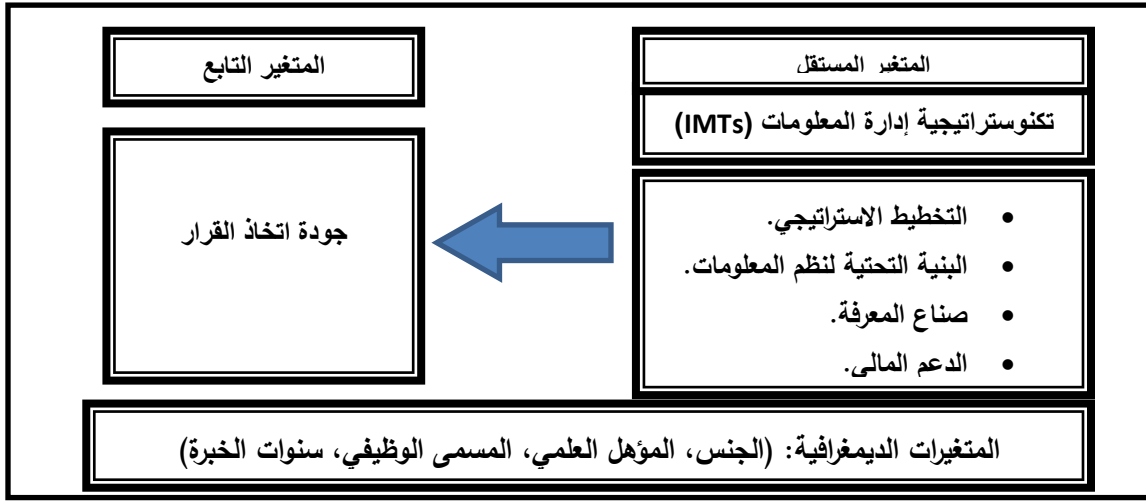 المتغير المستقل
تكنوستراتيجية إدارة المعلومات (IMTs)
• التخطيط الاستراتيجي.
• البنية التحتية لنظم المعلومات.
• صناع المعرفة.
• الدعم المالي.
المتغير التابع
جودة اتخاذ القرار
المتغيرات الديمغرافية: (الجنس، المؤهل العلمي، المسمى الوظيفي، سنوات الخبرة)